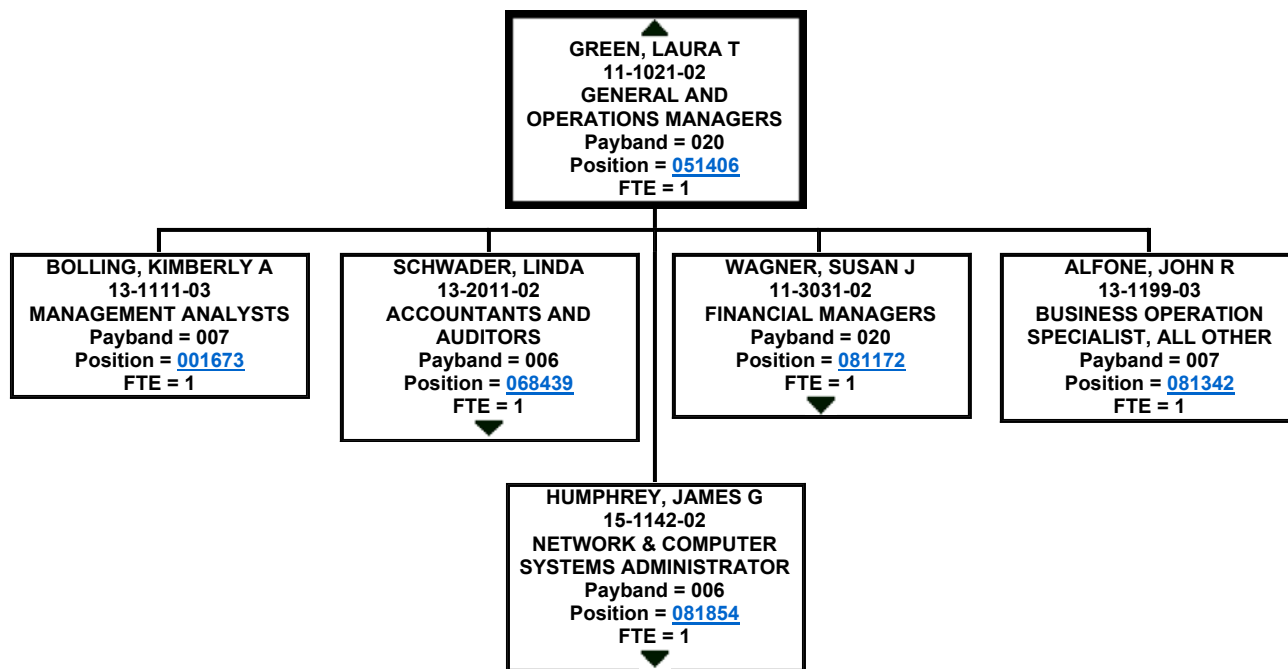 GREEN, LAURA T
11-1021-02
GENERAL AND
OPERATIONS MANAGERS
Payband = 020
Position = 051406
FTE = 1
BOLLING, KIMBERLY A
13-1111-03
MANAGEMENT ANALYSTS
Payband = 007
Position = 001673
FTE = 1
SCHWADER, LINDA
13-2011-02
ACCOUNTANTS AND
AUDITORS
Payband = 006
Position = 068439
FTE = 1
WAGNER, SUSAN J
11-3031-02
FINANCIAL MANAGERS
Payband = 020
Position = 081172
FTE = 1
ALFONE, JOHN R
13-1199-03
BUSINESS OPERATION
SPECIALIST, ALL OTHER
Payband = 007
Position = 081342
FTE = 1
HUMPHREY, JAMES G
15-1142-02
NETWORK & COMPUTER
SYSTEMS ADMINISTRATOR
Payband = 006
Position = 081854
FTE = 1